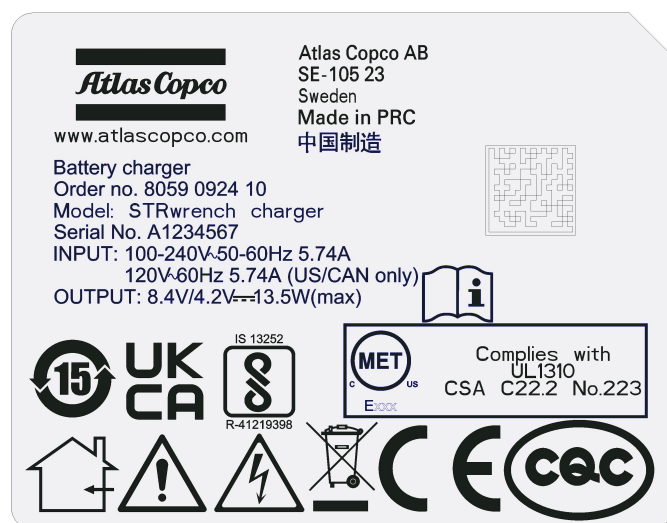 Atlas Copco
www.atlascopco.com
Atlas Copco AB
SE-105 23
Sweden
Made in PRC
中国制造
Battery charger
Order no. 8059 0924 10
Model: STRwrench charger
Serial No. A1234567
INPUT: 100-240V~50-60Hz 5.74A
120V~60Hz 5.74A (US/CAN only)
OUTPUT: 8.4V/4.2V⎓13.5W(max)
i
15
UK
CA
IS 13252
R-41219398
MET
C US
Exxx
Complies with
UL1310
CSA C22.2 No.223
CE
CQC